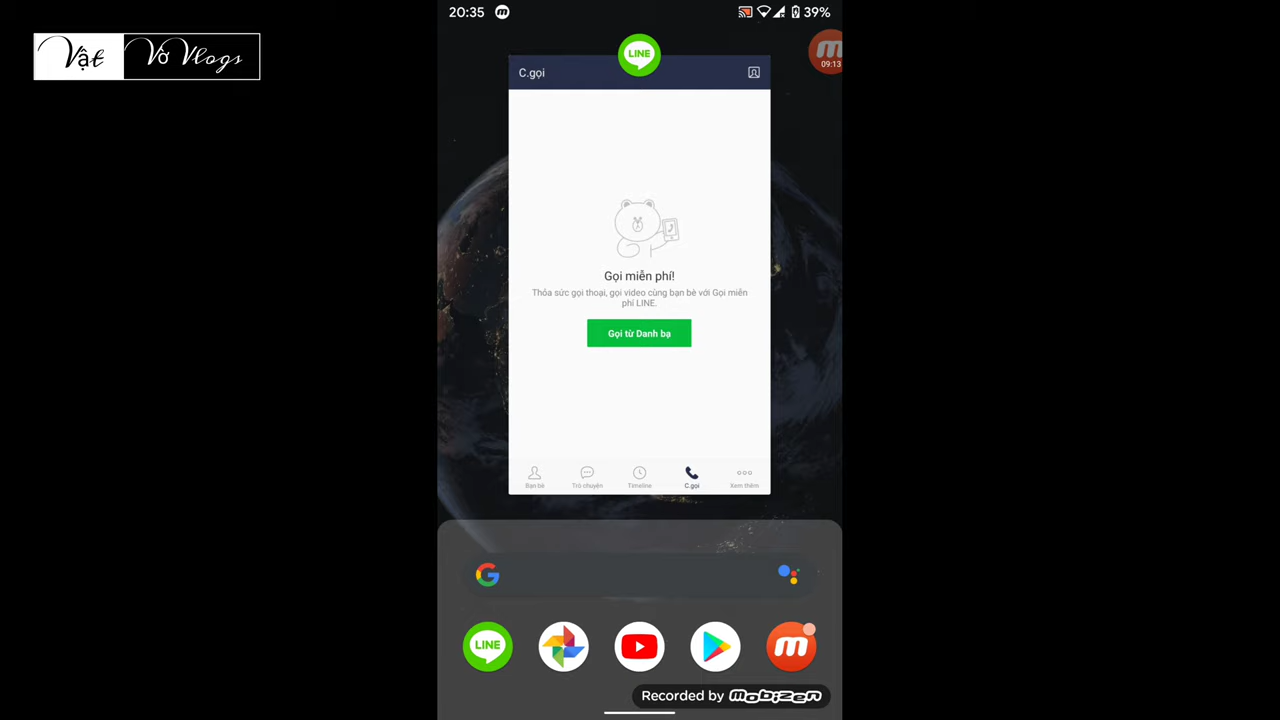 20:35
39%
Vật Vờ Vlogs
LINE
09:13
C.gọi
Gọi miễn phí!
Thỏa sức gọi thoại, gọi video cùng bạn bè với Gọi miễn
phí LINE.
Gọi từ Danh bạ
Bạn bè
Trò chuyện
Timeline
C.gọi
Xem thêm
LINE
Recorded by mobizen